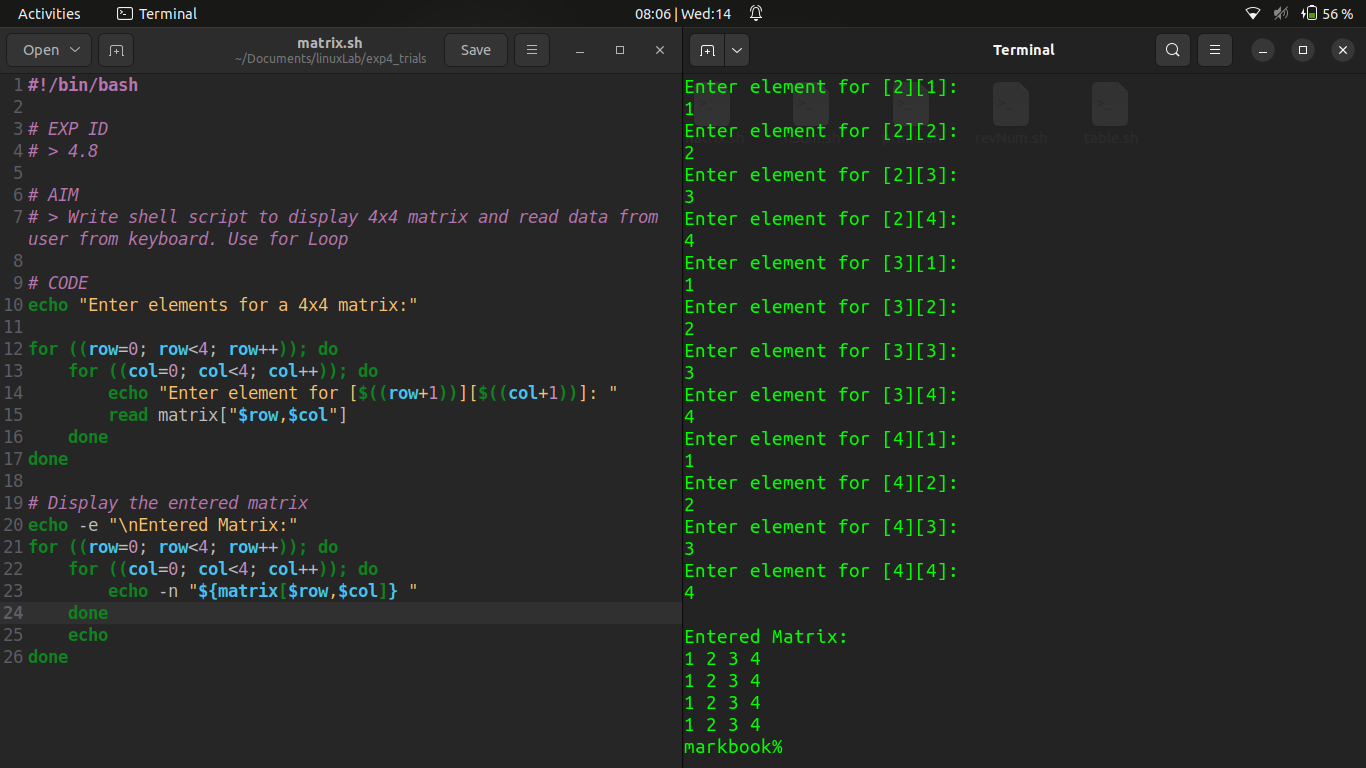 Activities
Terminal
08:06 | Wed:14
56 %
Open
matrix.sh
~/Documents/linuxLab/exp4_trials
Save
1 #!/bin/bash
2
3 # EXP ID
4 # > 4.8
5
6 # AIM
7 # > Write shell script to display 4x4 matrix and read data from
user from keyboard. Use for Loop
8
9 # CODE
10 echo "Enter elements for a 4x4 matrix:"
11
12 for ((row=0; row<4; row++)); do
13     for ((col=0; col<4; col++)); do
14         echo "Enter element for [$((row+1))][$((col+1))]: "
15         read matrix["$row,$col"]
16     done
17 done
18
19 # Display the entered matrix
20 echo -e "\nEntered Matrix:"
21 for ((row=0; row<4; row++)); do
22     for ((col=0; col<4; col++)); do
23         echo -n "${matrix[$row,$col]} "
24     done
25     echo
26 done
Terminal
Enter element for [2][1]:
1
Enter element for [2][2]:
2
Enter element for [2][3]:
3
Enter element for [2][4]:
4
Enter element for [3][1]:
1
Enter element for [3][2]:
2
Enter element for [3][3]:
3
Enter element for [3][4]:
4
Enter element for [4][1]:
1
Enter element for [4][2]:
2
Enter element for [4][3]:
3
Enter element for [4][4]:
4

Entered Matrix:
1 2 3 4
1 2 3 4
1 2 3 4
1 2 3 4
markbook%
revNum.sh
table.sh